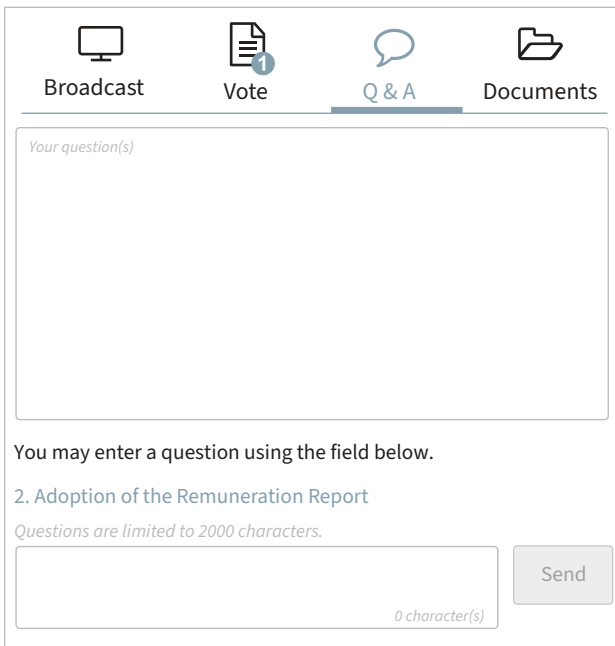 Broadcast
Vote
1
Q & A
Documents
Your question(s)
You may enter a question using the field below.
2. Adoption of the Remuneration Report
Questions are limited to 2000 characters.
Send
0 character(s)